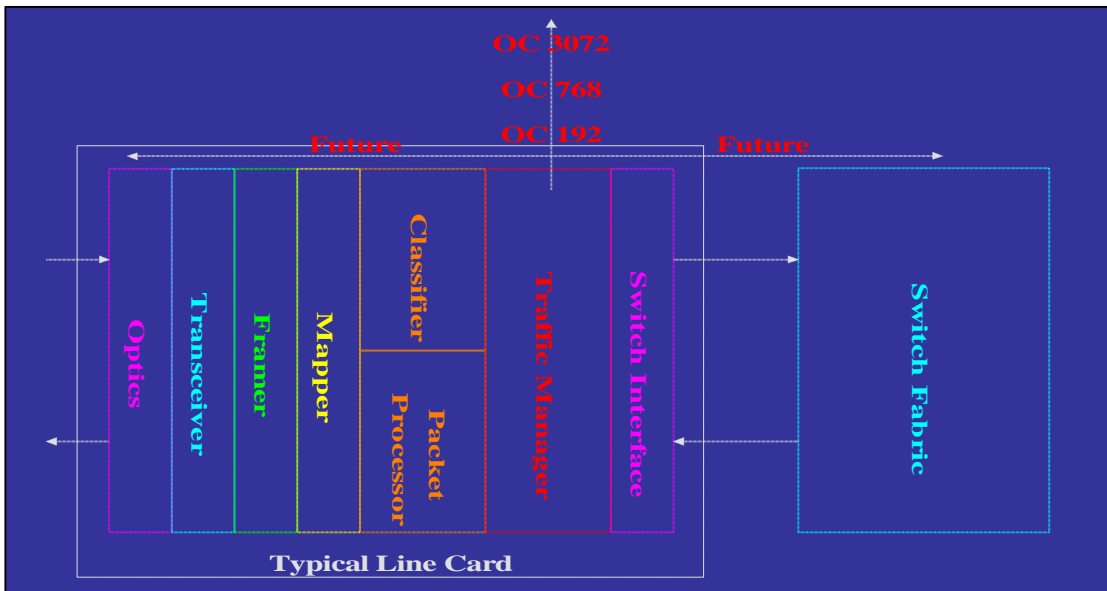 OC 3072
OC 768
OC 192
Future
Future
Optics
Transceiver
Framer
Mapper
Classifier
Packet
Processor
Traffic Manager
Switch Interface
Switch Fabric
Typical Line Card